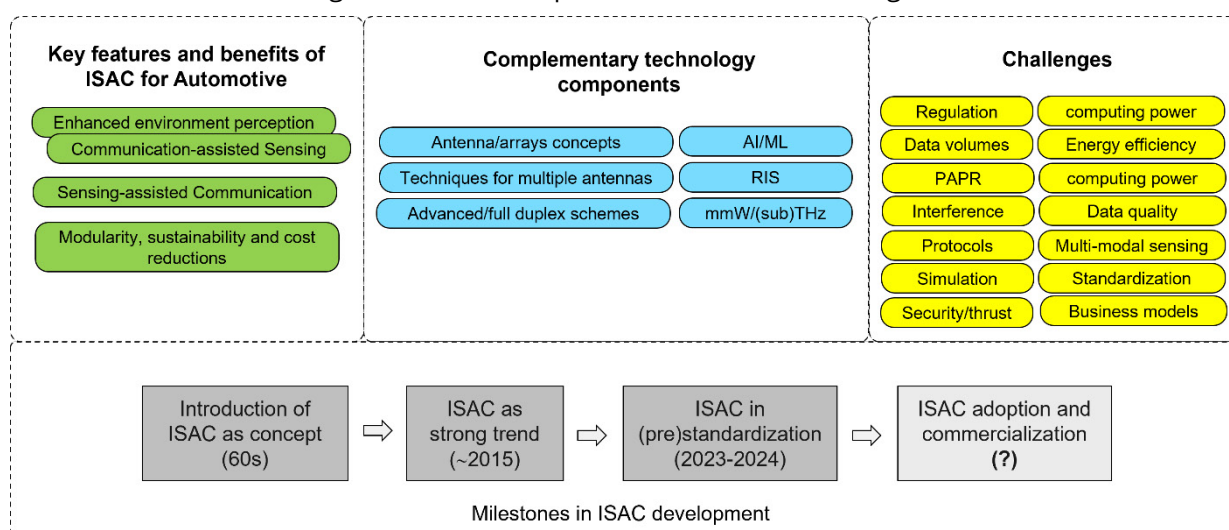 Key features and benefits of
ISAC for Automotive
Enhanced environment perception
Communication-assisted Sensing
Sensing-assisted Communication
Modularity, sustainability and cost
reductions
Complementary technology
components
Antenna/arrays concepts
AI/ML
Techniques for multiple antennas
RIS
Advanced/full duplex schemes
mmW/(sub)THz
Challenges
Regulation
computing power
Data volumes
Energy efficiency
PAPR
computing power
Interference
Data quality
Protocols
Multi-modal sensing
Simulation
Standardization
Security/thrust
Business models
Introduction of
ISAC as concept
(60s)
ISAC as
strong trend
(~2015)
ISAC in
(pre)standardization
(2023-2024)
ISAC adoption and
commercialization
(?)
Milestones in ISAC development